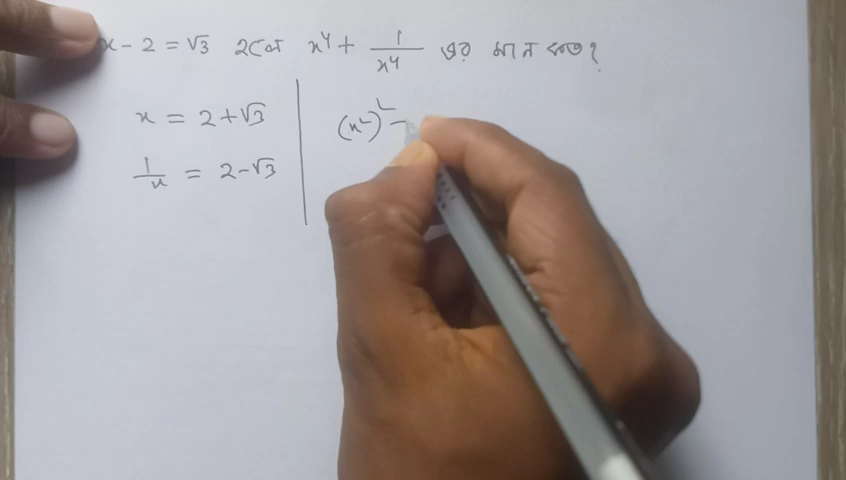 x - 2 = √3 হলে x⁴ + 1/x⁴ এর মান কত?
x = 2+√3
1/x = 2-√3
(x²)² -